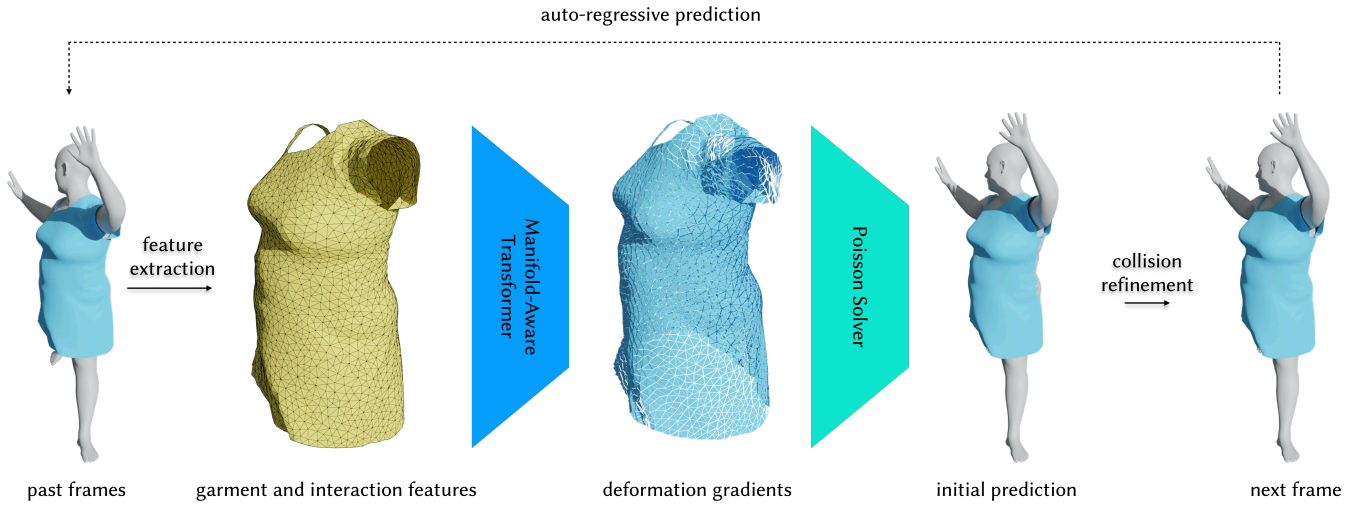 auto-regressive prediction
feature
extraction
Manifold-Aware
Transformer
Poisson Solver
collision
refinement
past frames
garment and interaction features
deformation gradients
initial prediction
next frame